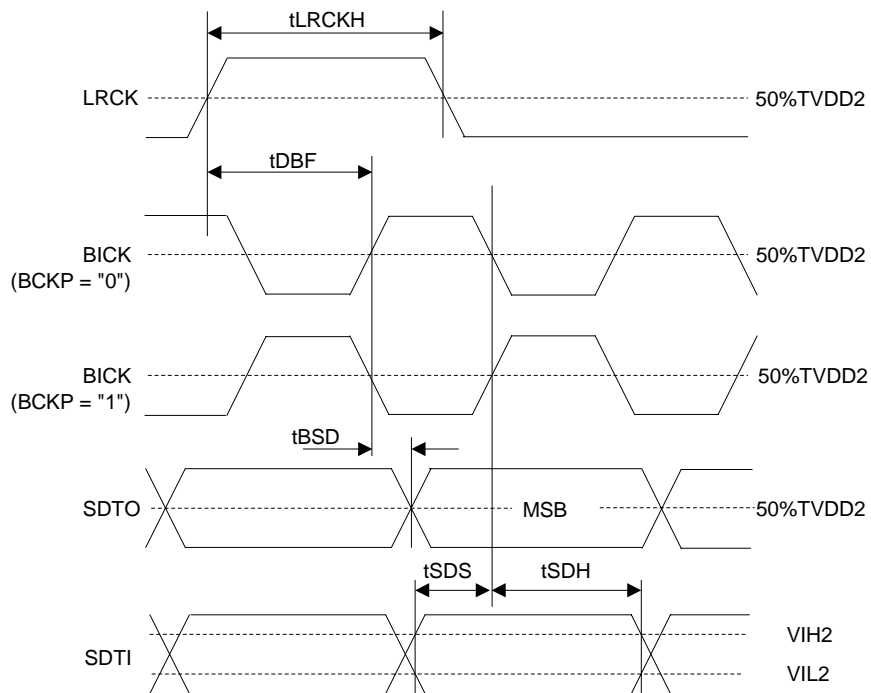 tLRCKH
LRCK
50%TVDD2
tDBF
BICK
(BCKP = "0")
50%TVDD2
BICK
(BCKP = "1")
50%TVDD2
tBSD
SDTO
MSB
50%TVDD2
tSDS
tSDH
SDTI
VIH2
VIL2